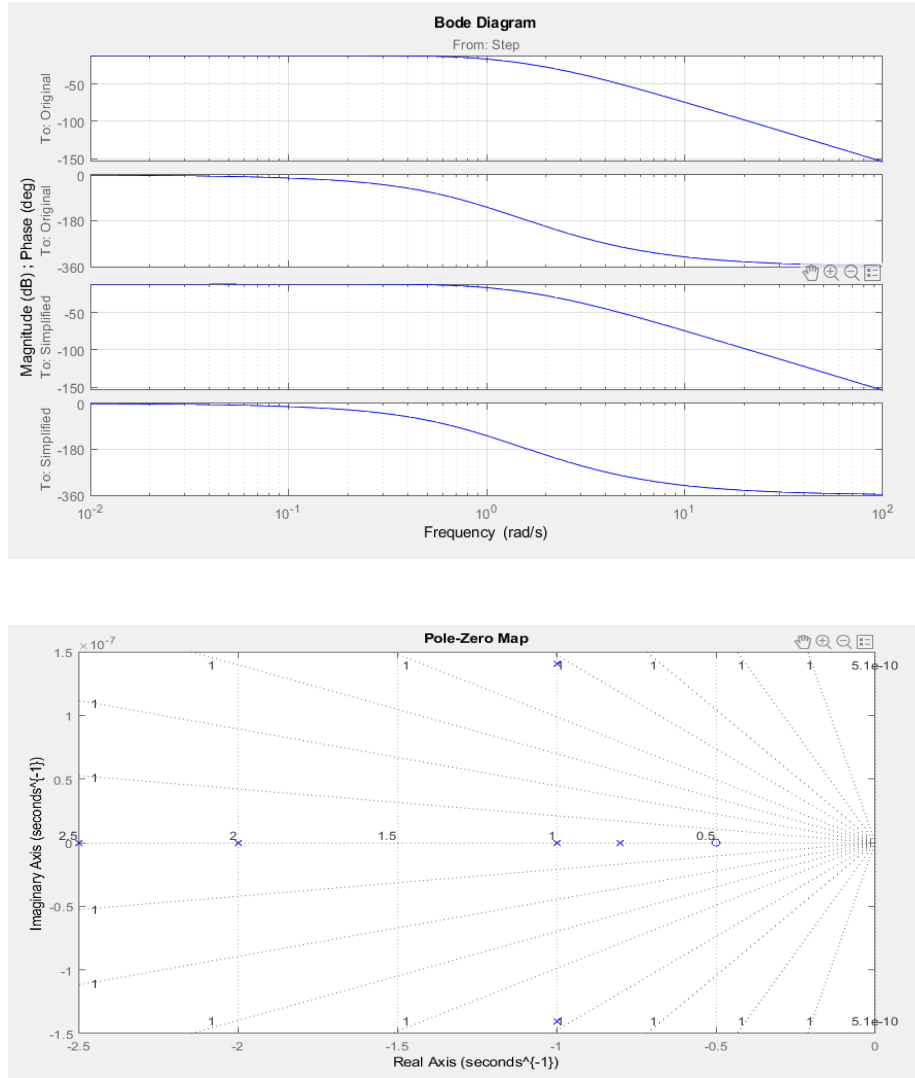 Bode Diagram
From: Step
Magnitude (dB) ; Phase (deg)
To: Original
-50
-100
-150
To: Original
0
-180
-360
To: Simplified
-50
-100
-150
To: Simplified
0
-180
-360
10^-2
10^-1
10^0
10^1
10^2
Frequency (rad/s)
Pole-Zero Map
×10^-7
Imaginary Axis (seconds^{-1})
1.5
1
0.5
0
-0.5
-1
-1.5
1 1 1 1 1 1 5.1e-10
1
1
2.5 2 1.5 1 0.5
1
1
1 1 1 1 1 1 5.1e-10
-2.5 -2 -1.5 -1 -0.5 0
Real Axis (seconds^{-1})